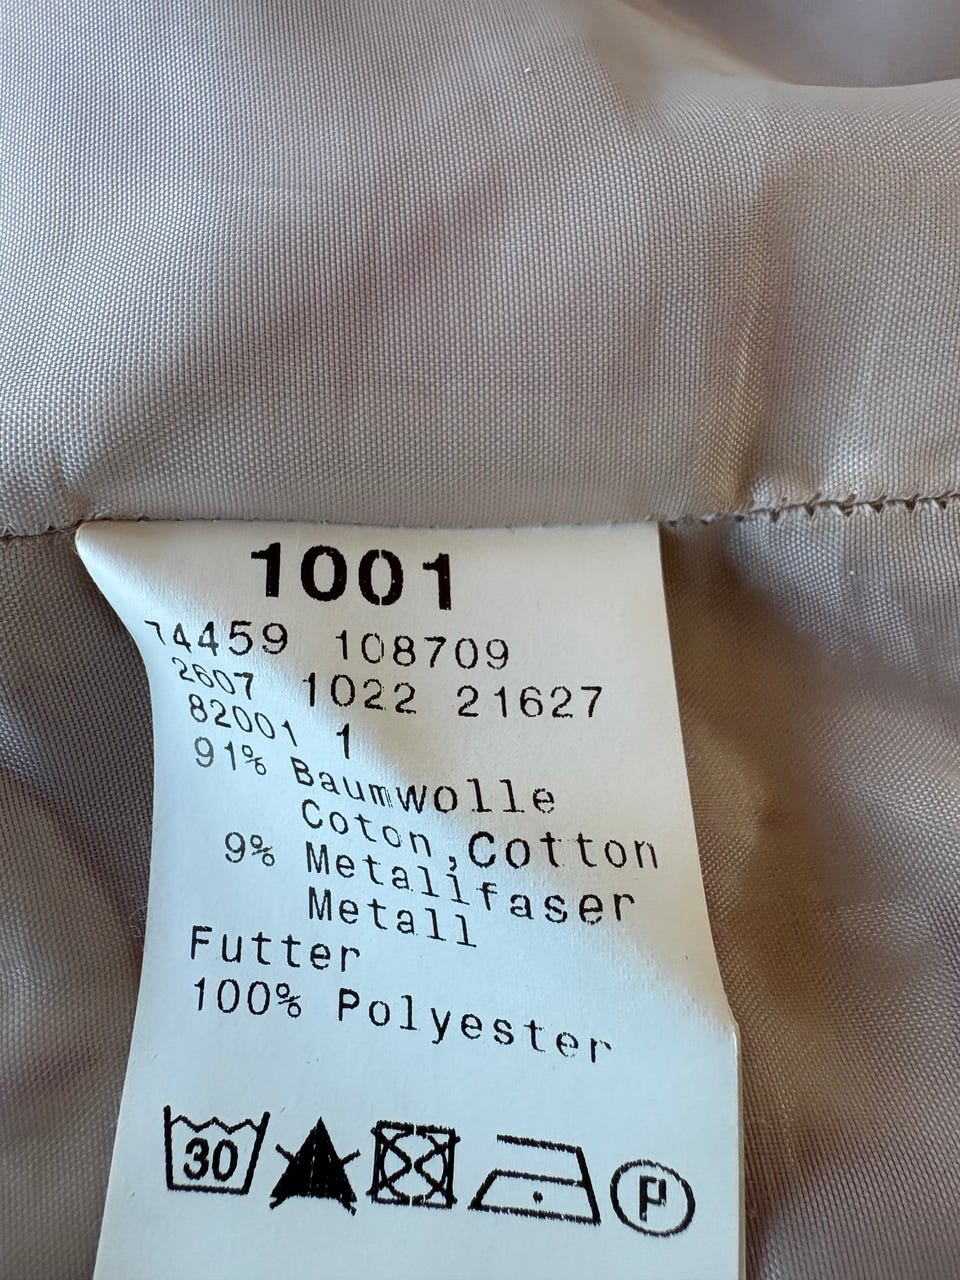 1001
74459 108709
2607 1022 21627
82001 1
91% Baumwolle
Coton,Cotton
9% Metallfaser
Metall
Futter
100% Polyester
30
P